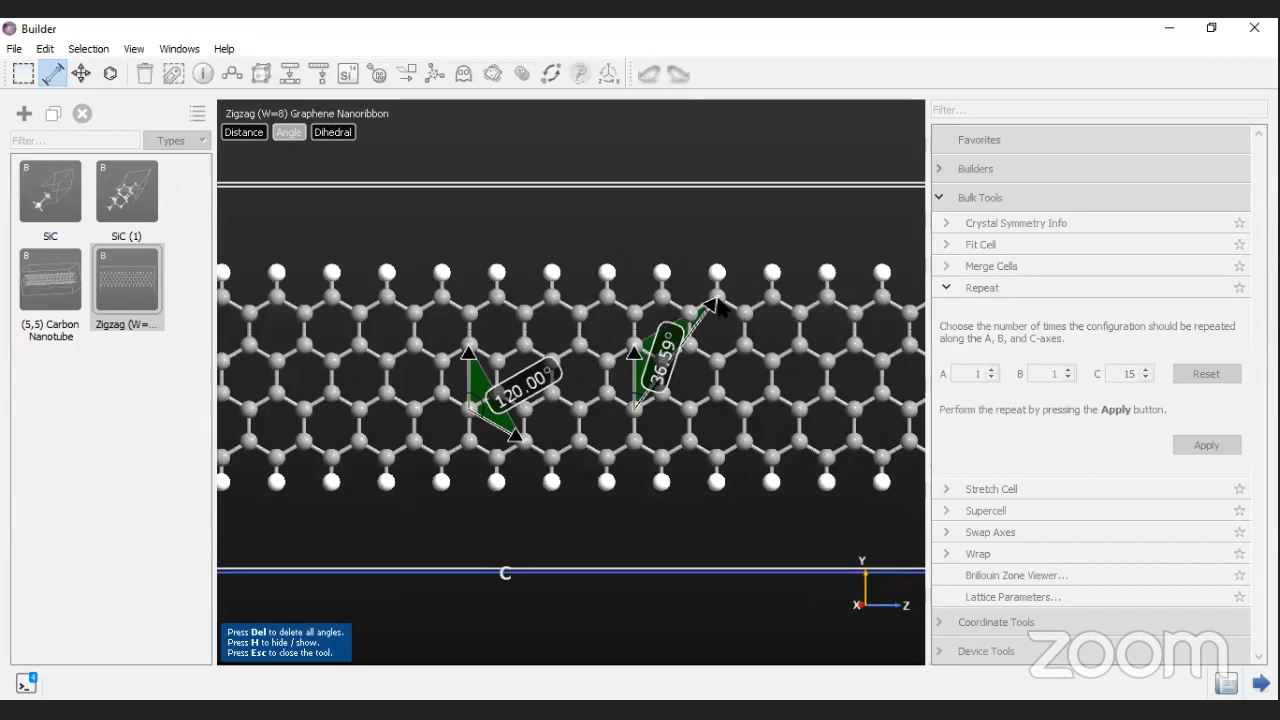 Builder
File Edit Selection View Windows Help
Si
Filter...
Types
B
SiC
B
SiC (1)
B
(5,5) Carbon
Nanotube
B
Zigzag (W=...
4
Zigzag (W=8) Graphene Nanoribbon
Distance Angle Dihedral
120.00°
36.59°
C
Y
X
Z
Press Del to delete all angles.
Press H to hide / show.
Press Esc to close the tool.
Filter...
Favorites
Builders
Bulk Tools
Crystal Symmetry Info
Fit Cell
Merge Cells
Repeat
Choose the number of times the configuration should be repeated
along the A, B, and C-axes.
A 1 B 1 C 15 Reset
Perform the repeat by pressing the Apply button.
Apply
Stretch Cell
Supercell
Swap Axes
Wrap
Brillouin Zone Viewer...
Lattice Parameters...
Coordinate Tools
Device Tools
zoom